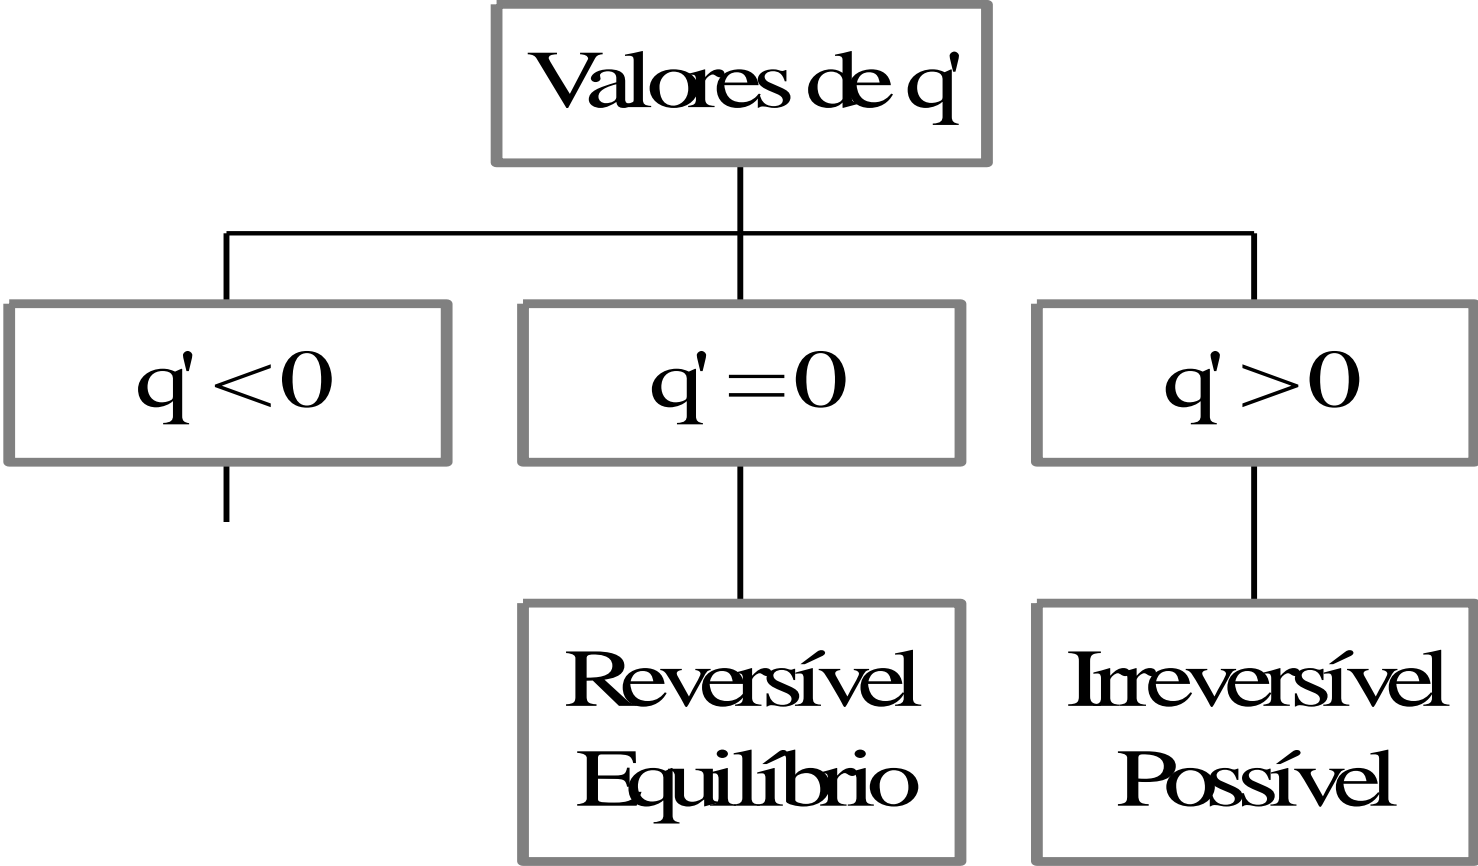 Valores de q'
q' < 0
q' = 0
q' > 0
Reversível
Equilíbrio
Irreversível
Possível